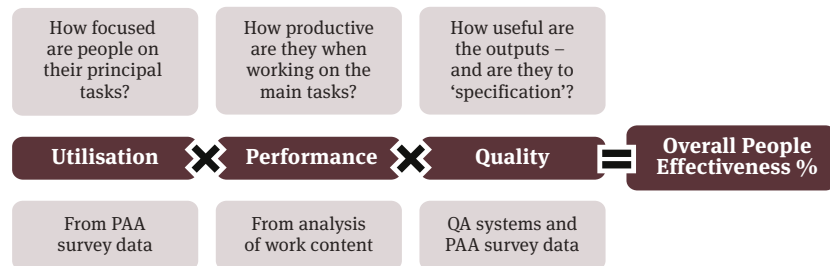 How focused
are people on
their principal
tasks?
How productive
are they when
working on the
main tasks?
How useful are
the outputs –
and are they to
‘specification’?
Utilisation × Performance × Quality = Overall People
Effectiveness %
From PAA
survey data
From analysis
of work content
QA systems and
PAA survey data